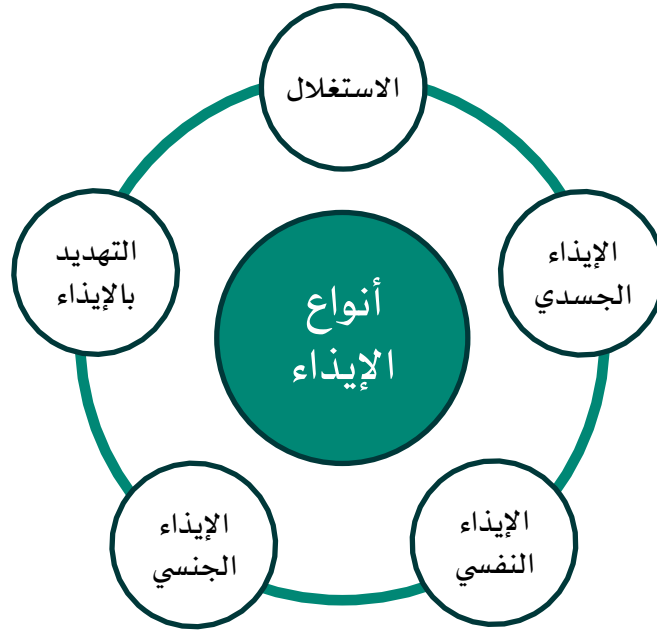 الاستغلال
الإيذاء
الجسدي
الإيذاء
النفسي
الإيذاء
الجنسي
التهديد
بالإيذاء
أنواع
الإيذاء